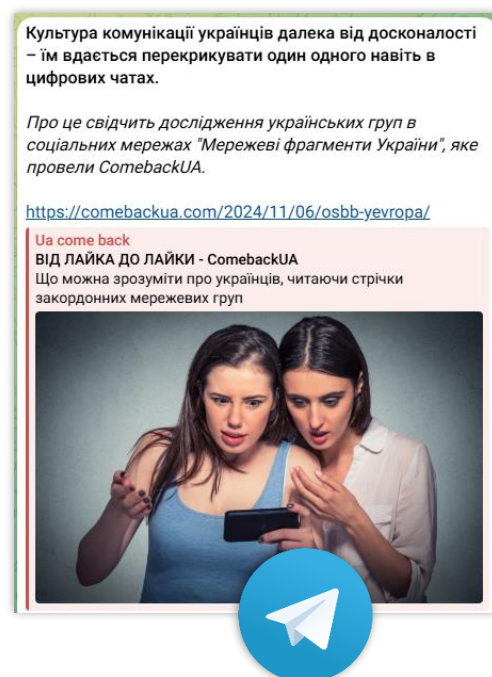 Культура комунікації українців далека від досконалості
– їм вдається перекрикувати один одного навіть в
цифрових чатах.
Про це свідчить дослідження українських груп в
соціальних мережах "Мережеві фрагменти України", яке
провели ComebackUA.
https://comebackua.com/2024/11/06/osbb-yevropa/
Ua come back
ВІД ЛАЙКА ДО ЛАЙКИ - ComebackUA
Що можна зрозуміти про українців, читаючи стрічки
закордонних мережевих груп